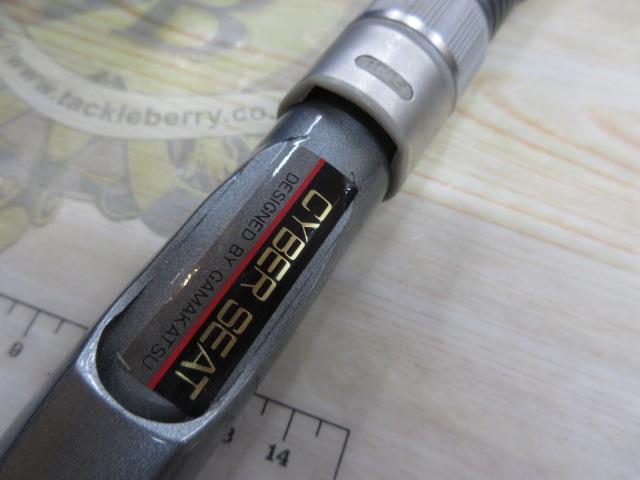 www.tackleberry.co.
CYBER SEAT
DESIGNED BY GAMAKATSU
9
3
14